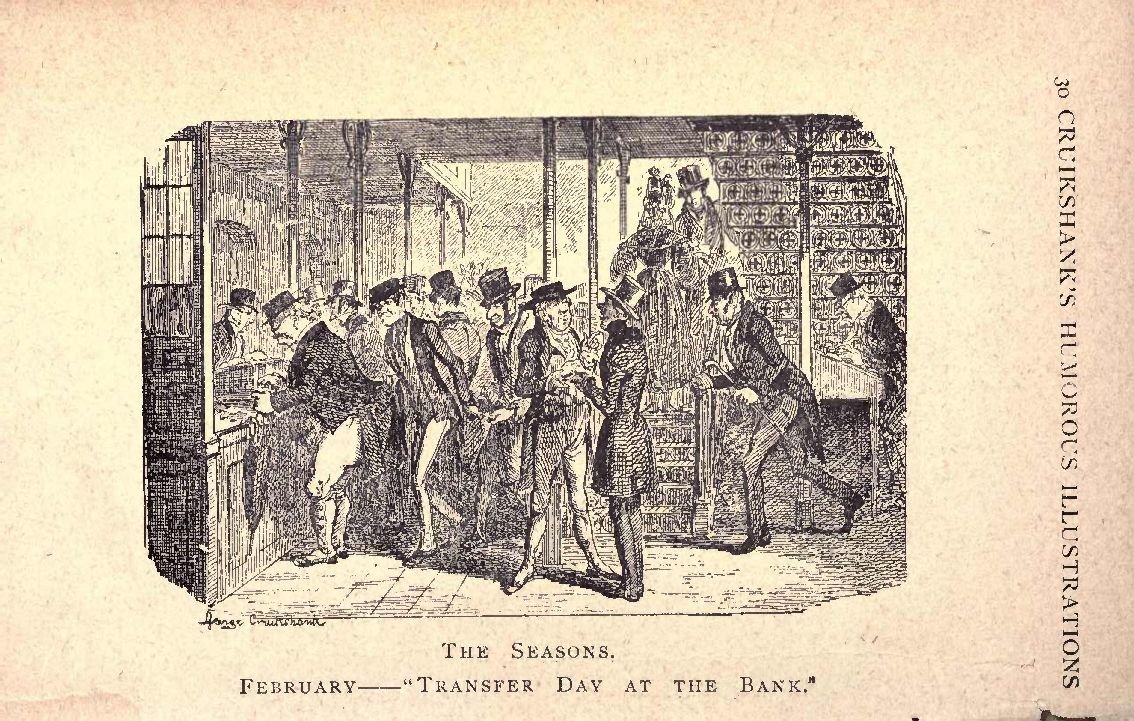 30 CRUIKSHANK'S HUMOROUS ILLUSTRATIONS
George Cruikshank
THE SEASONS.
FEBRUARY——"TRANSFER DAY AT THE BANK."